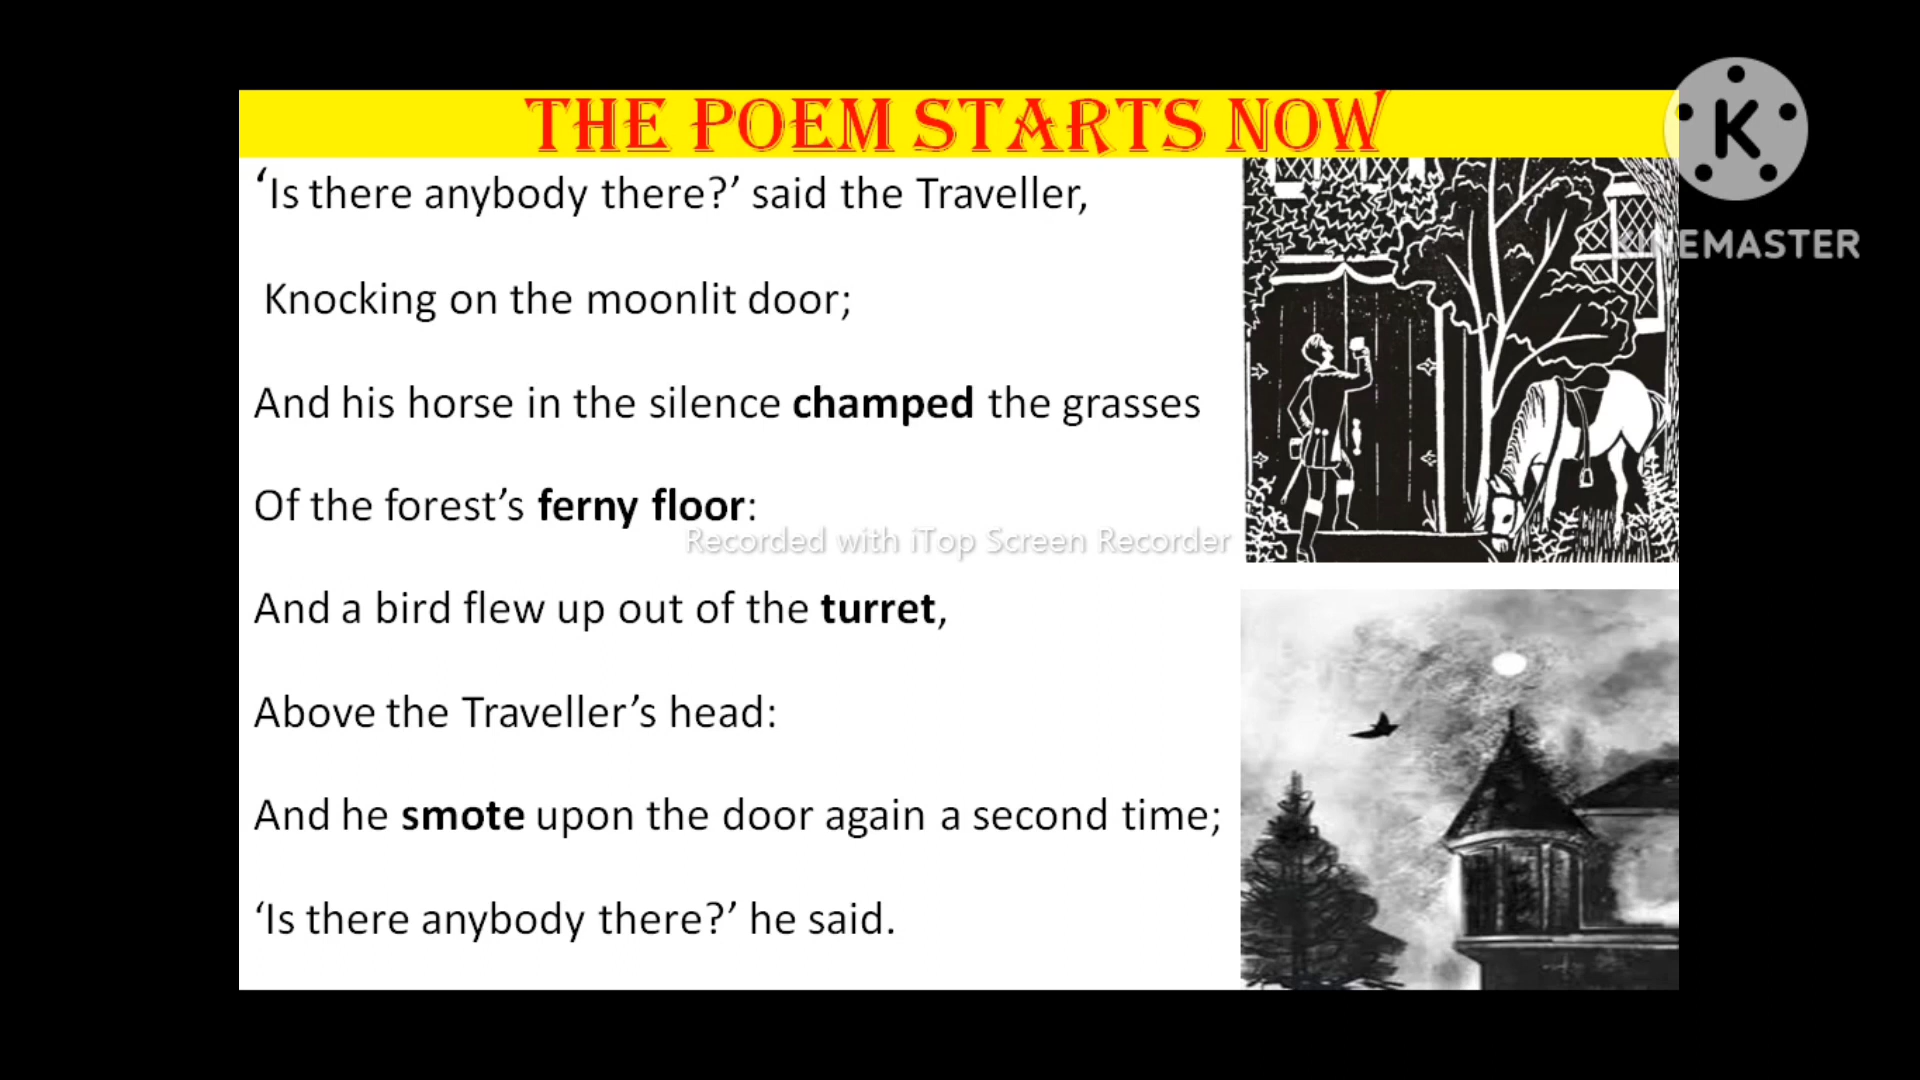 THE POEM STARTS NOW
‘Is there anybody there?’ said the Traveller,
Knocking on the moonlit door;
And his horse in the silence champed the grasses
Of the forest’s ferny floor:
And a bird flew up out of the turret,
Above the Traveller’s head:
And he smote upon the door again a second time;
‘Is there anybody there?’ he said.
Recorded with iTop Screen Recorder
K
KINEMASTER